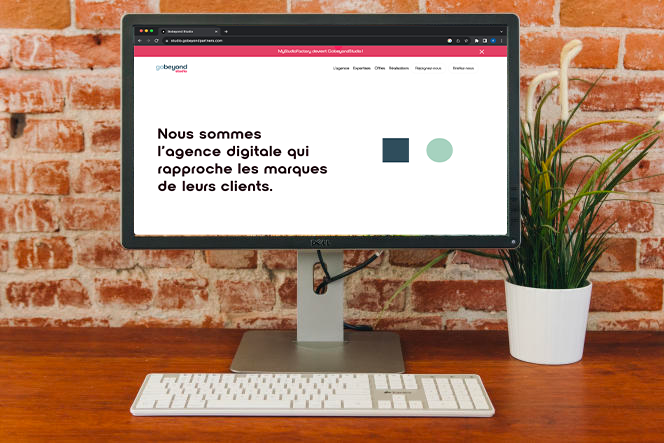 Gobeyond Studio
studio.gobeyondpartners.com
MyStudioFactory devient GobeyondStudio !
gobeyond
studio
L'agence Expertises Offres Réalisations Rejoignez-nous Parlez-nous
Nous sommes
l'agence digitale qui
rapproche les marques
de leurs clients.
DELL